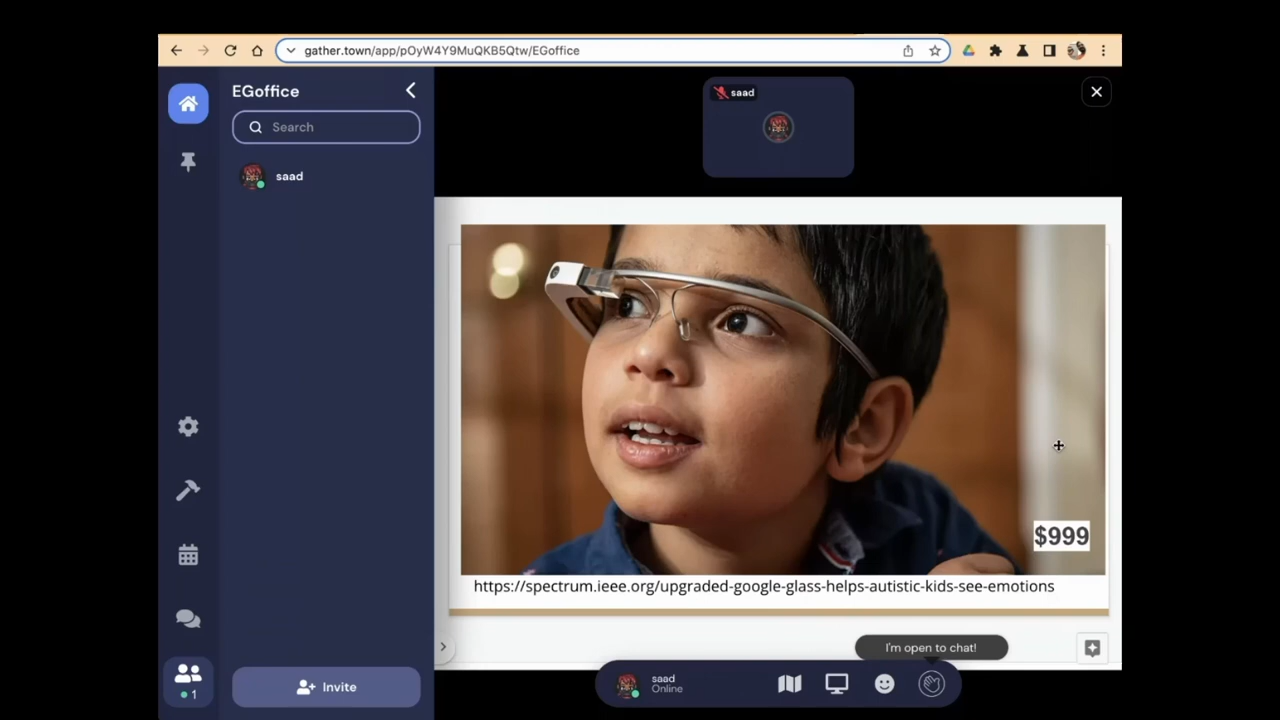 gather.town/app/pOyW4Y9MuQKB5Qtw/EGoffice
EGoffice
Search
saad
saad
$999
https://spectrum.ieee.org/upgraded-google-glass-helps-autistic-kids-see-emotions
I'm open to chat!
1
Invite
saad
Online